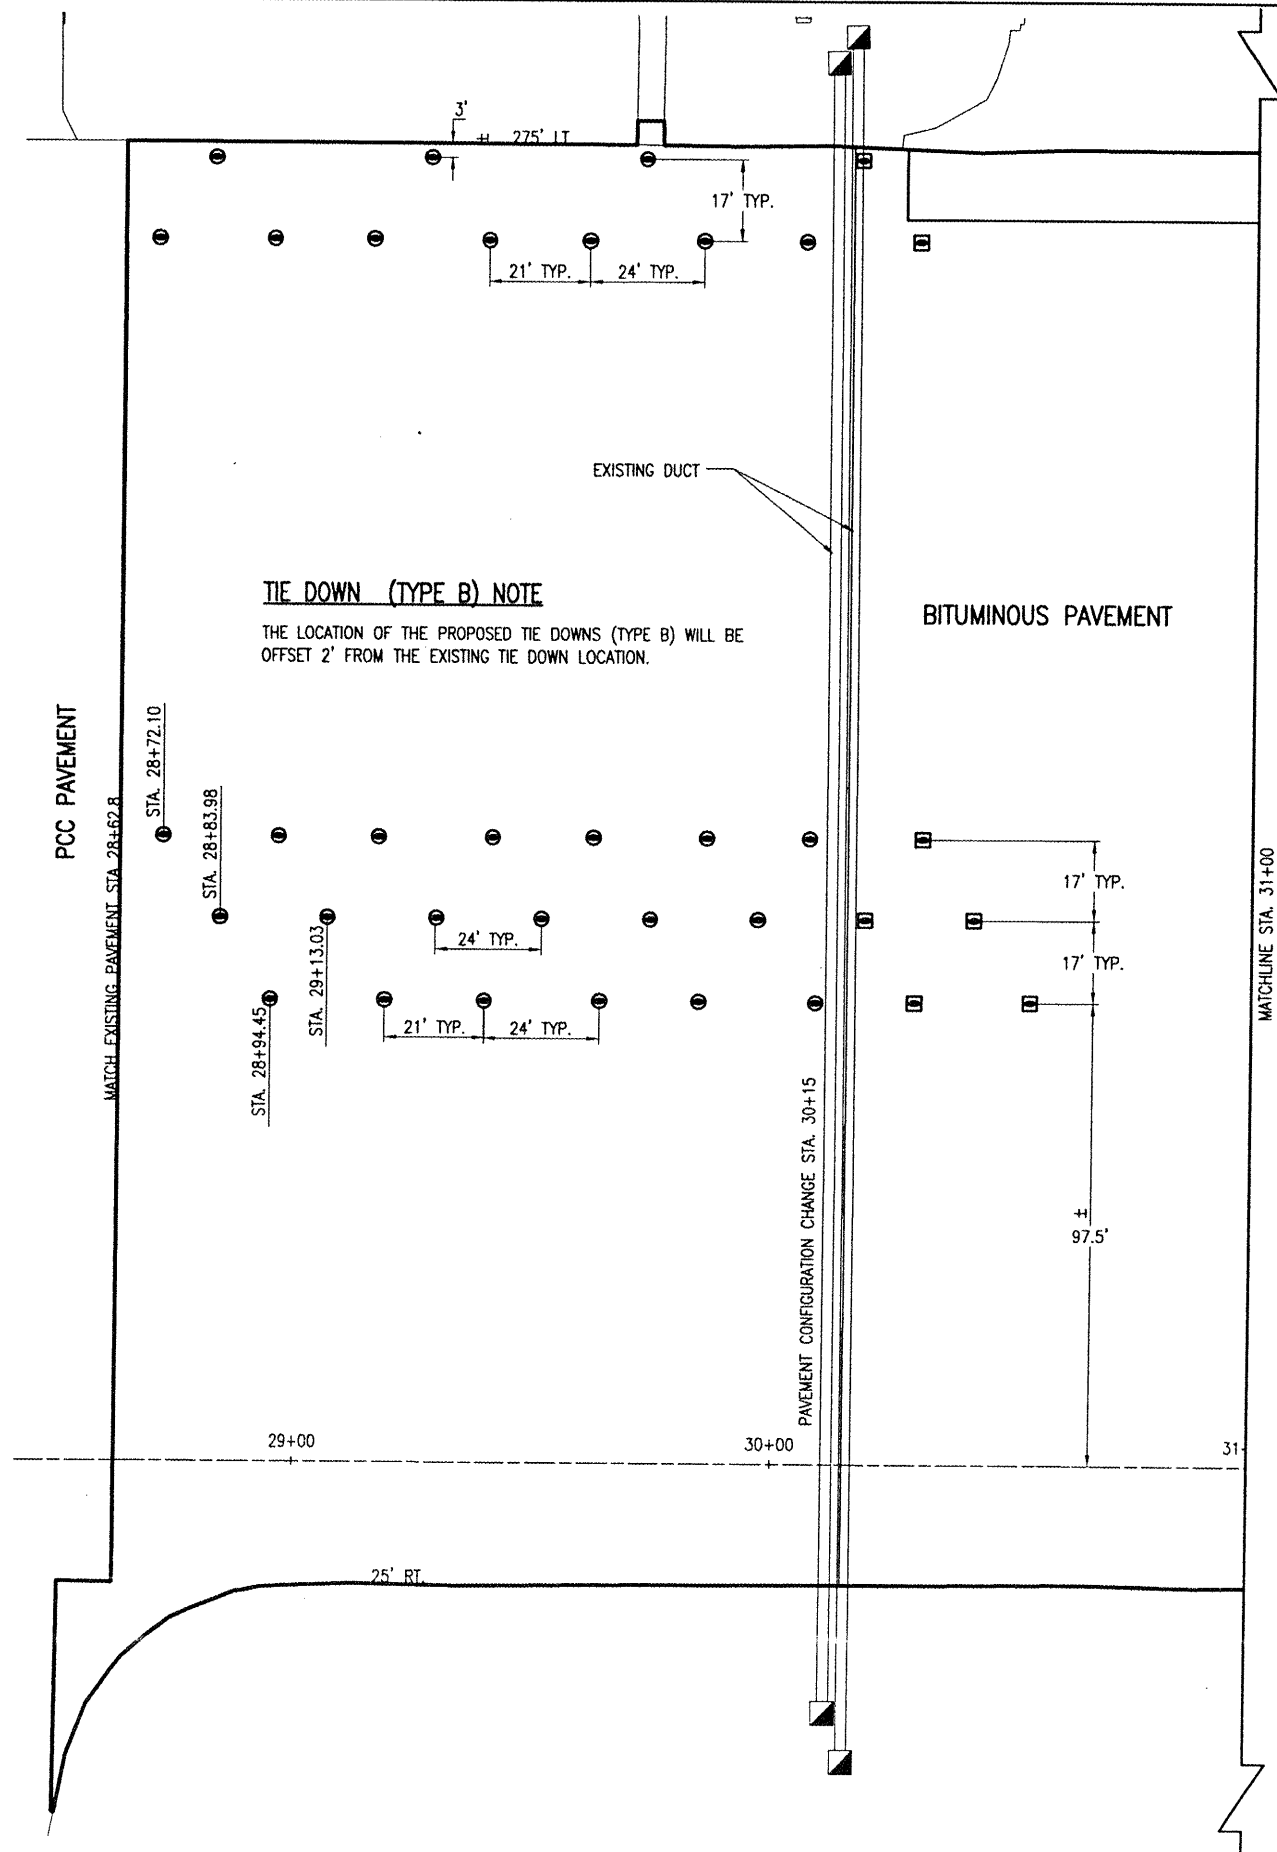 3'
± 275' LT
17' TYP.
21' TYP.
24' TYP.
EXISTING DUCT
TIE DOWN (TYPE B) NOTE
THE LOCATION OF THE PROPOSED TIE DOWNS (TYPE B) WILL BE
OFFSET 2' FROM THE EXISTING TIE DOWN LOCATION.
BITUMINOUS PAVEMENT
PCC PAVEMENT
MATCH EXISTING PAVEMENT STA 28+62.8
STA. 28+72.10
STA. 28+83.98
STA. 28+94.45
STA. 29+13.03
24' TYP.
21' TYP.
24' TYP.
17' TYP.
17' TYP.
MATCHLINE STA. 31+00
PAVEMENT CONFIGURATION CHANGE STA. 30+15
± 97.5'
29+00
30+00
31+
25' RT.